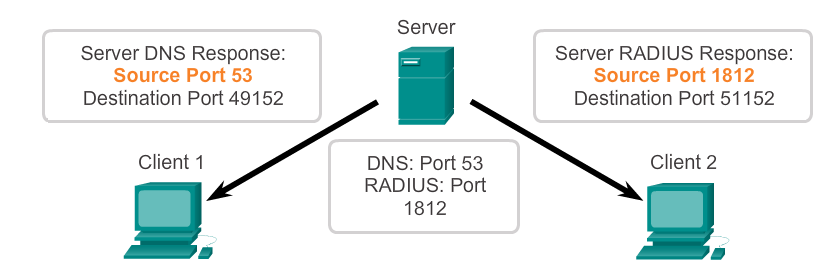 Server
Server DNS Response:
Source Port 53
Destination Port 49152
Server RADIUS Response:
Source Port 1812
Destination Port 51152
Client 1
DNS: Port 53
RADIUS: Port
1812
Client 2